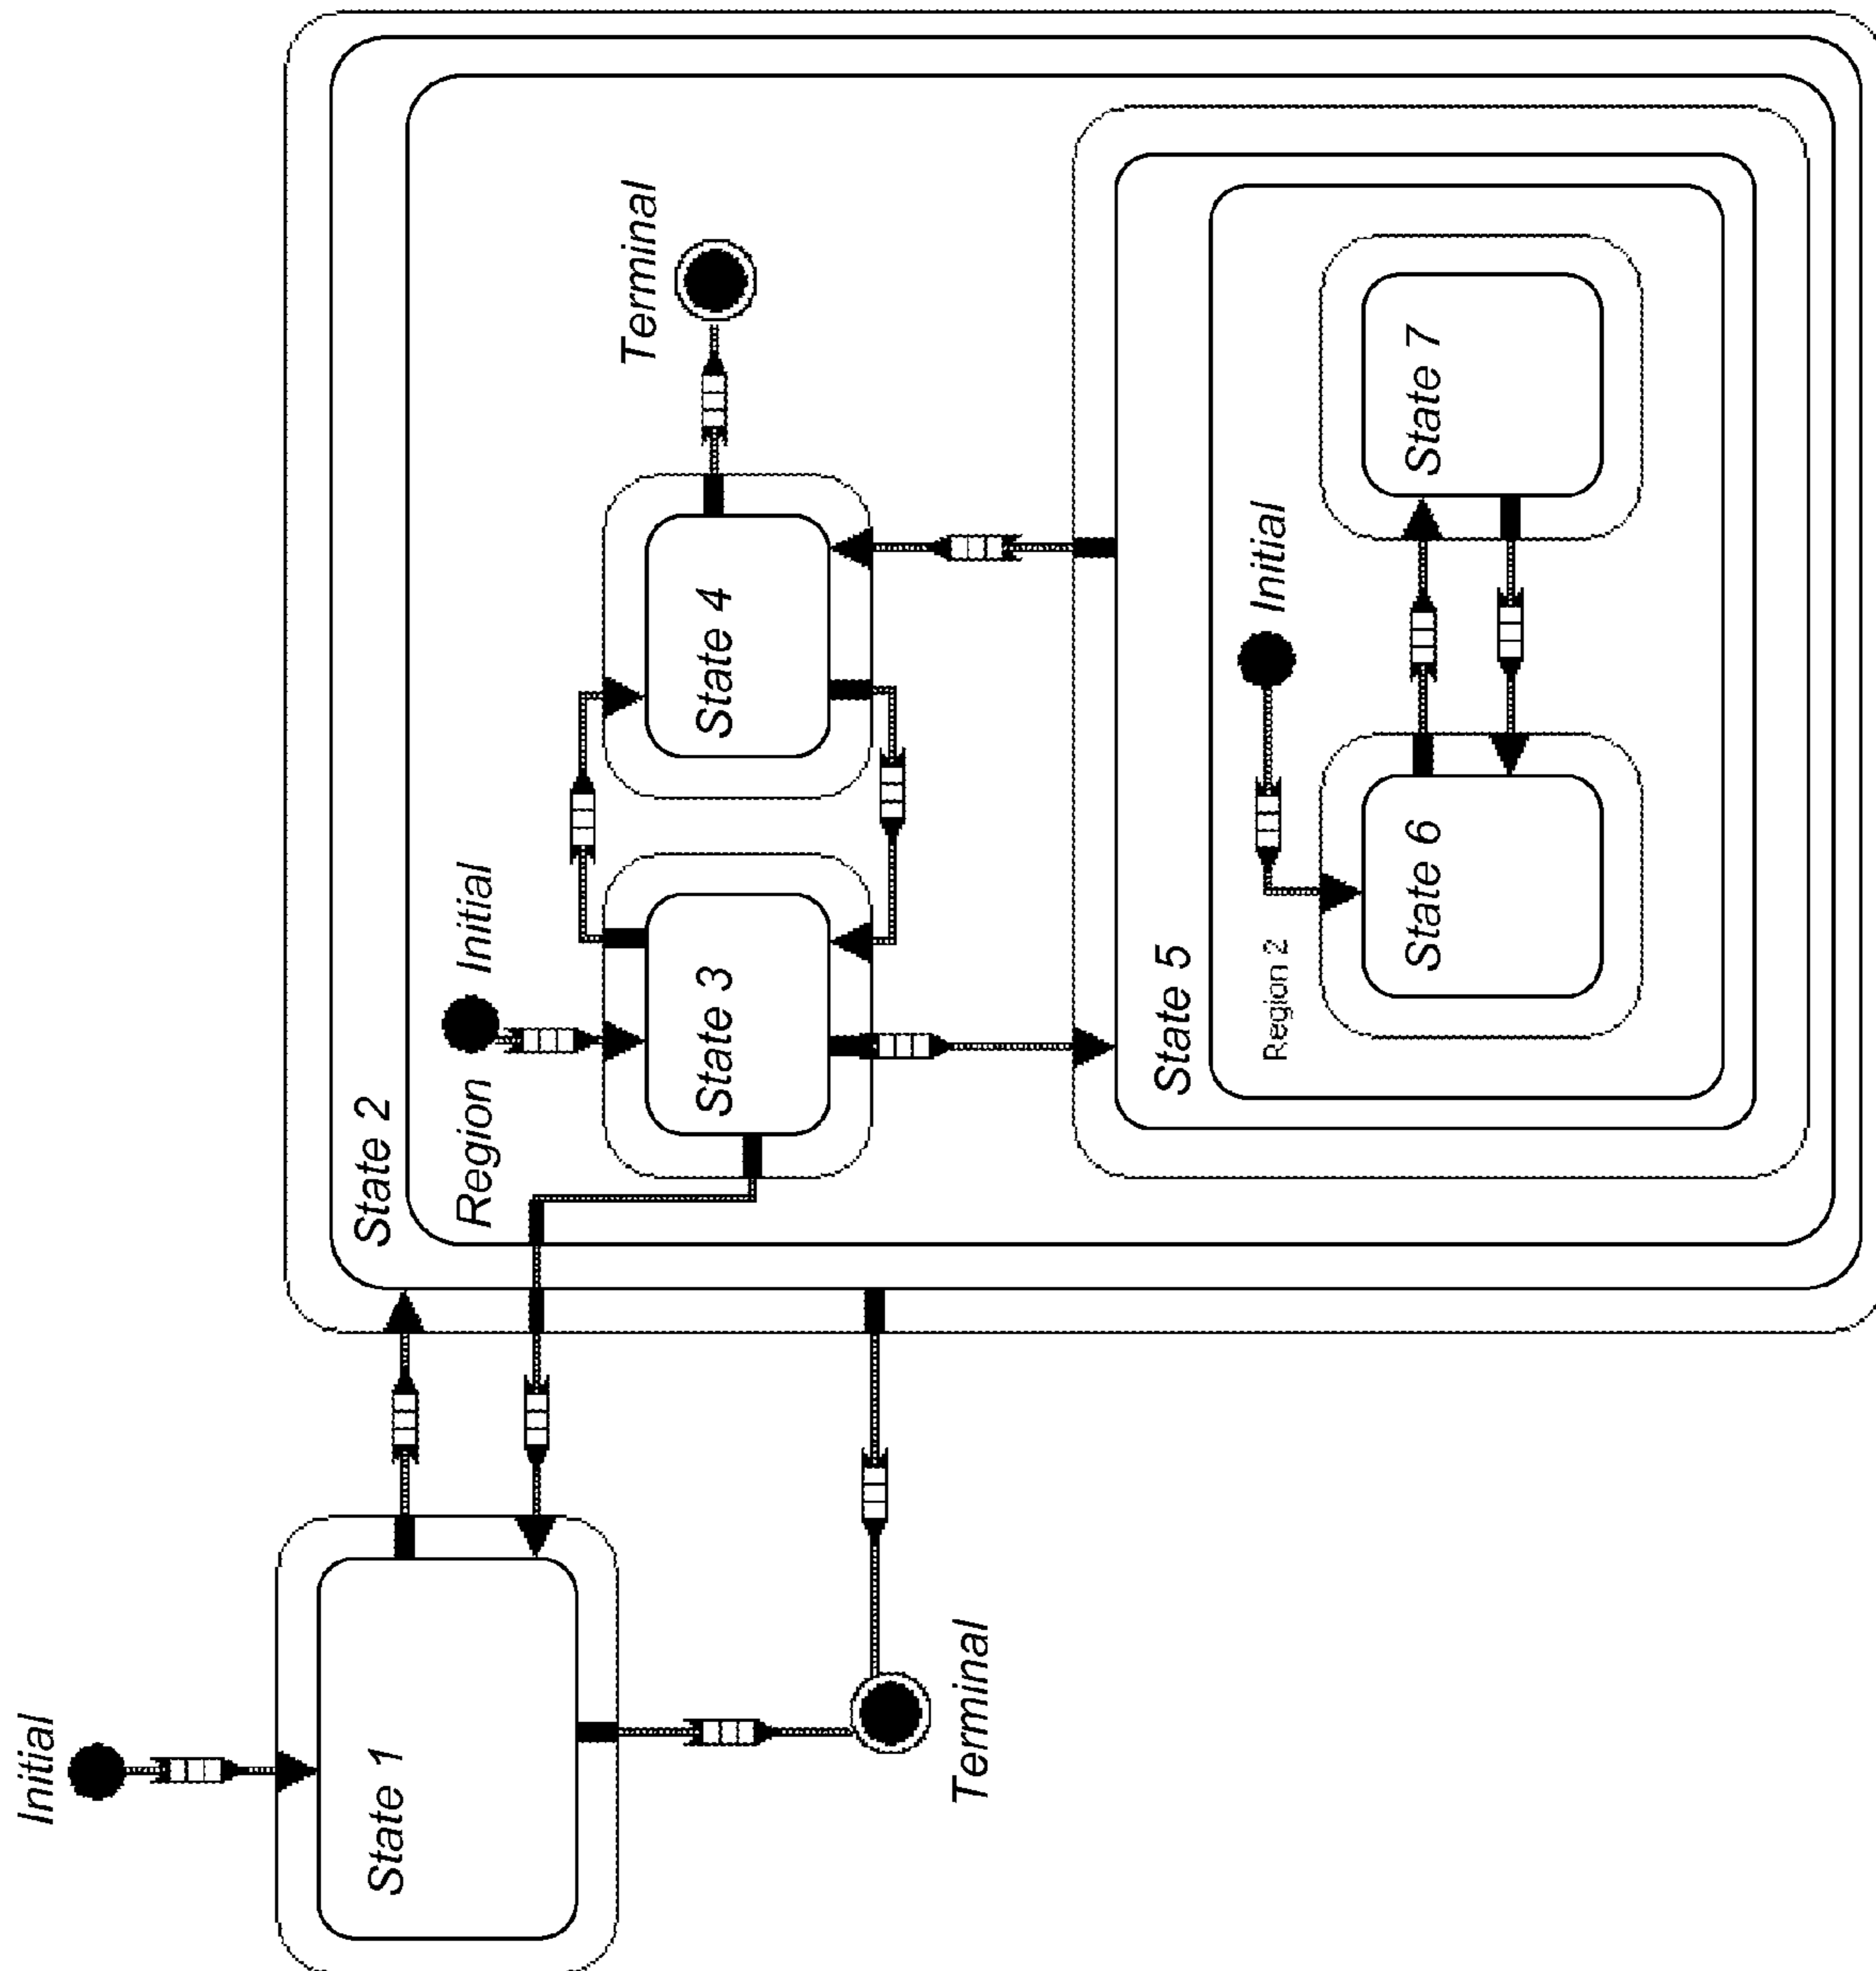 Initial
State 1
Terminal
State 2
Region
Initial
State 3
State 4
Terminal
State 5
Region 2
Initial
State 6
State 7